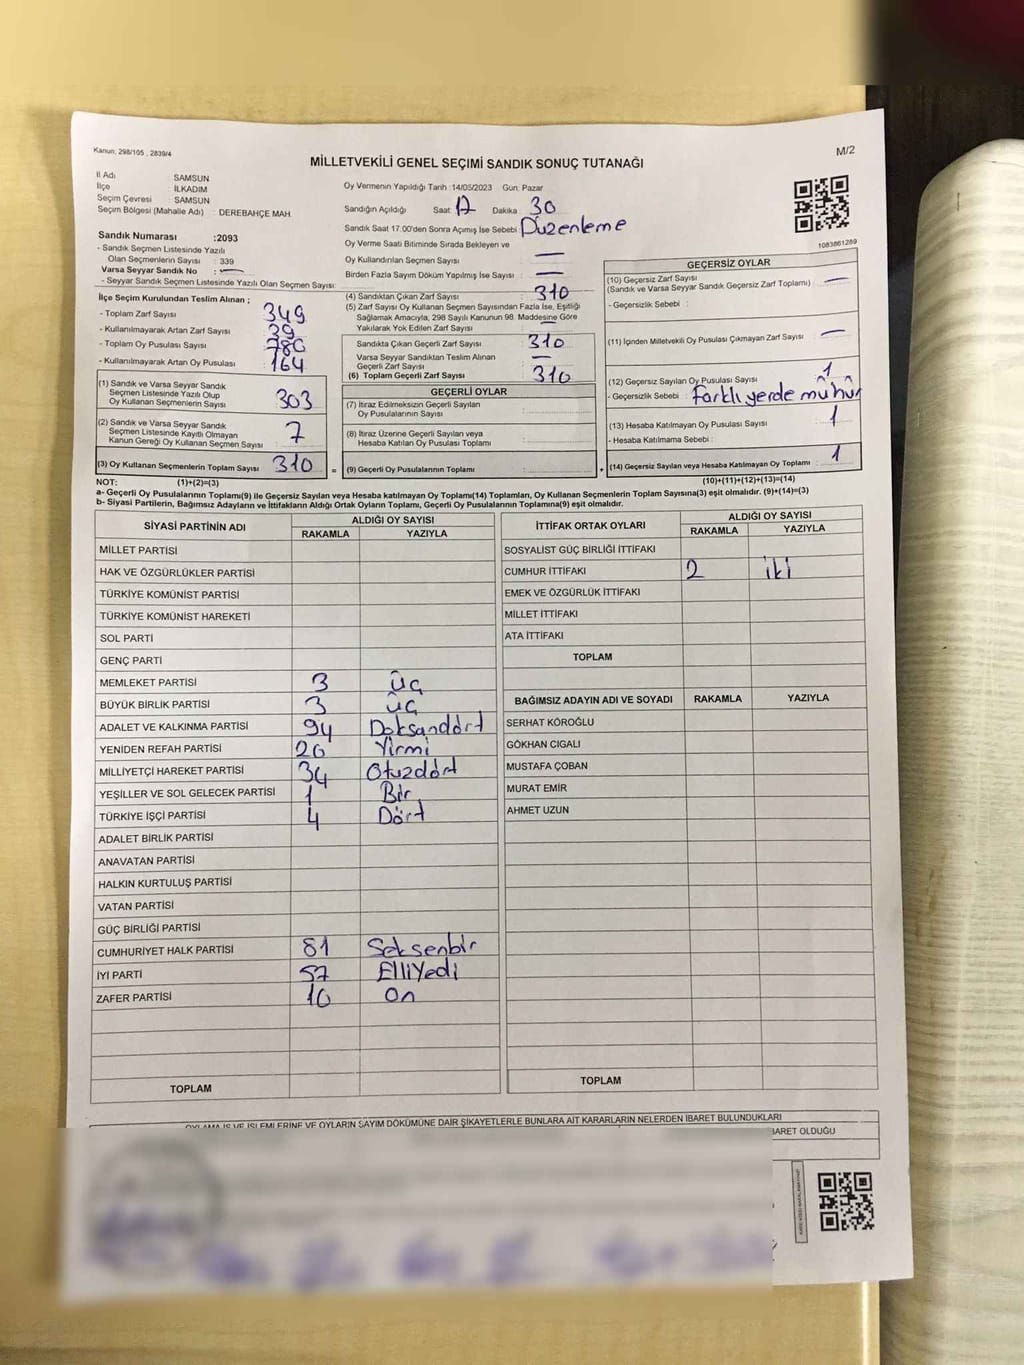 Kanun; 298/105 , 2839/4
M/2
MİLLETVEKİLİ GENEL SEÇİMİ SANDIK SONUÇ TUTANAĞI
İl Adı : SAMSUN
İlçe : İLKADIM
Seçim Çevresi : SAMSUN
Seçim Bölgesi (Mahalle Adı) : DEREBAHÇE MAH.
Oy Vermenin Yapıldığı Tarih :14/05/2023 Gün: Pazar
Sandığın Açıldığı Saat: 17 Dakika: 30
Sandık Saat 17.00'den Sonra Açımış İse Sebebi : Düzenleme
Oy Verme Saati Bitiminde Sırada Bekleyen ve
Oy Kullandırılan Seçmen Sayısı : —
Birden Fazla Sayım Döküm Yapılmış İse Sayısı : —
1083861289
Sandık Numarası :2093
- Sandık Seçmen Listesinde Yazılı
Olan Seçmenlerin Sayısı : 339
Varsa Seyyar Sandık No : —
- Seyyar Sandık Seçmen Listesinde Yazılı Olan Seçmen Sayısı:
İlçe Seçim Kurulundan Teslim Alınan ;
- Toplam Zarf Sayısı : 349
- Kullanılmayarak Artan Zarf Sayısı : 39
- Toplam Oy Pusulası Sayısı : 780
- Kullanılmayarak Artan Oy Pusulası : 164
(1) Sandık ve Varsa Seyyar Sandık
Seçmen Listesinde Yazılı Olup
Oy Kullanan Seçmenlerin Sayısı : 303
(2) Sandık ve Varsa Seyyar Sandık
Seçmen Listesinde Kayıtlı Olmayan
Kanun Gereği Oy Kullanan Seçmen Sayısı : 7
(3) Oy Kullanan Seçmenlerin Toplam Sayısı : 310
(4) Sandıktan Çıkan Zarf Sayısı : 310
(5) Zarf Sayısı Oy Kullanan Seçmen Sayısından Fazla İse, Eşitliği
Sağlamak Amacıyla, 298 Sayılı Kanunun 98. Maddesine Göre
Yakılarak Yok Edilen Zarf Sayısı : —
Sandıkta Çıkan Geçerli Zarf Sayısı : 310
Varsa Seyyar Sandıktan Teslim Alınan
Geçerli Zarf Sayısı : —
(6) Toplam Geçerli Zarf Sayısı : 310
GEÇERLİ OYLAR
(7) İtiraz Edilmeksizin Geçerli Sayılan
Oy Pusulalarının Sayısı :
(8) İtiraz Üzerine Geçerli Sayılan veya
Hesaba Katılan Oy Pusulası Toplamı :
= (9) Geçerli Oy Pusulalarının Toplamı :
GEÇERSİZ OYLAR
(10) Geçersiz Zarf Sayısı
(Sandık ve Varsa Seyyar Sandık Geçersiz Zarf Toplamı) : —
- Geçersizlik Sebebi :
(11) İçinden Milletvekili Oy Pusulası Çıkmayan Zarf Sayısı : —
(12) Geçersiz Sayılan Oy Pusulası Sayısı : 1
- Geçersizlik Sebebi : Farklı yerde mühür
(13) Hesaba Katılmayan Oy Pusulası Sayısı : 1
- Hesaba Katılmama Sebebi :
+ (14) Geçersiz Sayılan veya Hesaba Katılmayan Oy Toplamı : 1
NOT: (1)+(2)=(3) (10)+(11)+(12)+(13)=(14)
a- Geçerli Oy Pusulalarının Toplamı(9) ile Geçersiz Sayılan veya Hesaba katılmayan Oy Toplamı(14) Toplamları, Oy Kullanan Seçmenlerin Toplam Sayısına(3) eşit olmalıdır. (9)+(14)=(3)
b- Siyasi Partilerin, Bağımsız Adayların ve İttifakların Aldığı Ortak Oyların Toplamı, Geçerli Oy Pusulalarının Toplamına(9) eşit olmalıdır.
SİYASİ PARTİNİN ADI ALDIĞI OY SAYISI
RAKAMLA YAZIYLA
MİLLET PARTİSİ
HAK VE ÖZGÜRLÜKLER PARTİSİ
TÜRKİYE KOMÜNİST PARTİSİ
TÜRKİYE KOMÜNİST HAREKETİ
SOL PARTİ
GENÇ PARTİ
MEMLEKET PARTİSİ 3 üç
BÜYÜK BİRLİK PARTİSİ 3 üç
ADALET VE KALKINMA PARTİSİ 94 Doksandört
YENİDEN REFAH PARTİSİ 20 Yirmi
MİLLİYETÇİ HAREKET PARTİSİ 34 Otuzdört
YEŞİLLER VE SOL GELECEK PARTİSİ 1 Bir
TÜRKİYE İŞÇİ PARTİSİ 4 Dört
ADALET BİRLİK PARTİSİ
ANAVATAN PARTİSİ
HALKIN KURTULUŞ PARTİSİ
VATAN PARTİSİ
GÜÇ BİRLİĞİ PARTİSİ
CUMHURİYET HALK PARTİSİ 81 Seksenbir
İYİ PARTİ 57 Elliyedi
ZAFER PARTİSİ 10 On
TOPLAM
İTTİFAK ORTAK OYLARI ALDIĞI OY SAYISI
RAKAMLA YAZIYLA
SOSYALİST GÜÇ BİRLİĞİ İTTİFAKI
CUMHUR İTTİFAKI 2 iki
EMEK VE ÖZGÜRLÜK İTTİFAKI
MİLLET İTTİFAKI
ATA İTTİFAKI
TOPLAM
BAĞIMSIZ ADAYIN ADI VE SOYADI RAKAMLA YAZIYLA
SERHAT KÖROĞLU
GÖKHAN CIGALI
MUSTAFA ÇOBAN
MURAT EMİR
AHMET UZUN
TOPLAM
OYLAMA İŞ VE İŞLEMLERİNE VE OYLARIN SAYIM DÖKÜMÜNE DAİR ŞİKAYETLERLE BUNLARA AİT KARARLARIN NELERDEN İBARET BULUNDUKLARI
BARET OLDUĞU